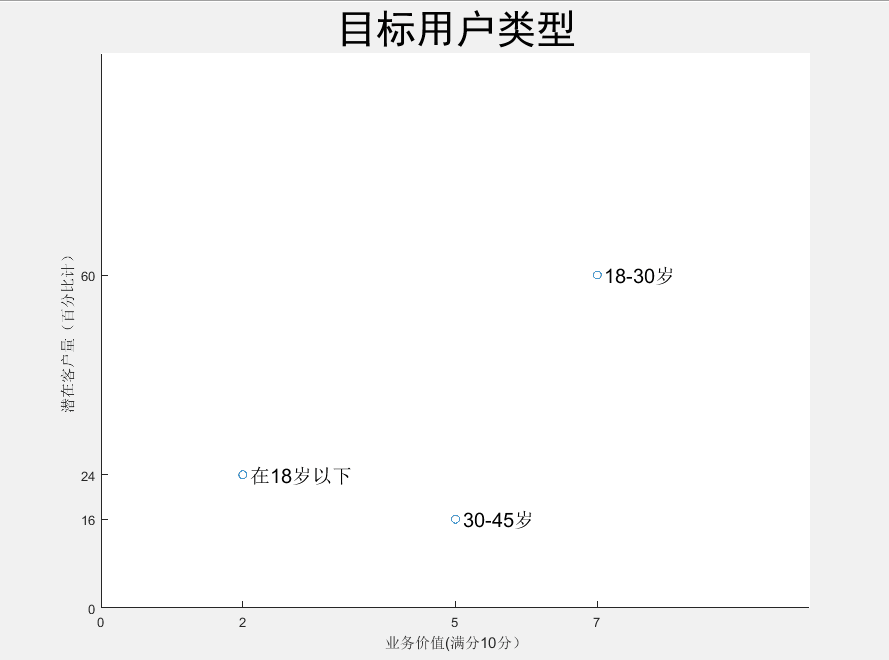 目标用户类型
潜在客户量（百分比计）
60
18-30岁
24
在18岁以下
16
30-45岁
0
0
2
5
7
业务价值(满分10分）